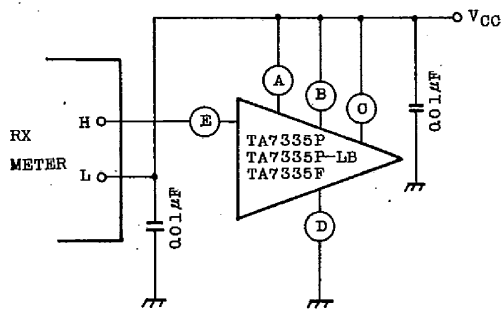 VCC
A
B
C
0.01μF
H
E
RX
METER
TA7335P
TA7335P-LB
TA7335F
L
0.01μF
D